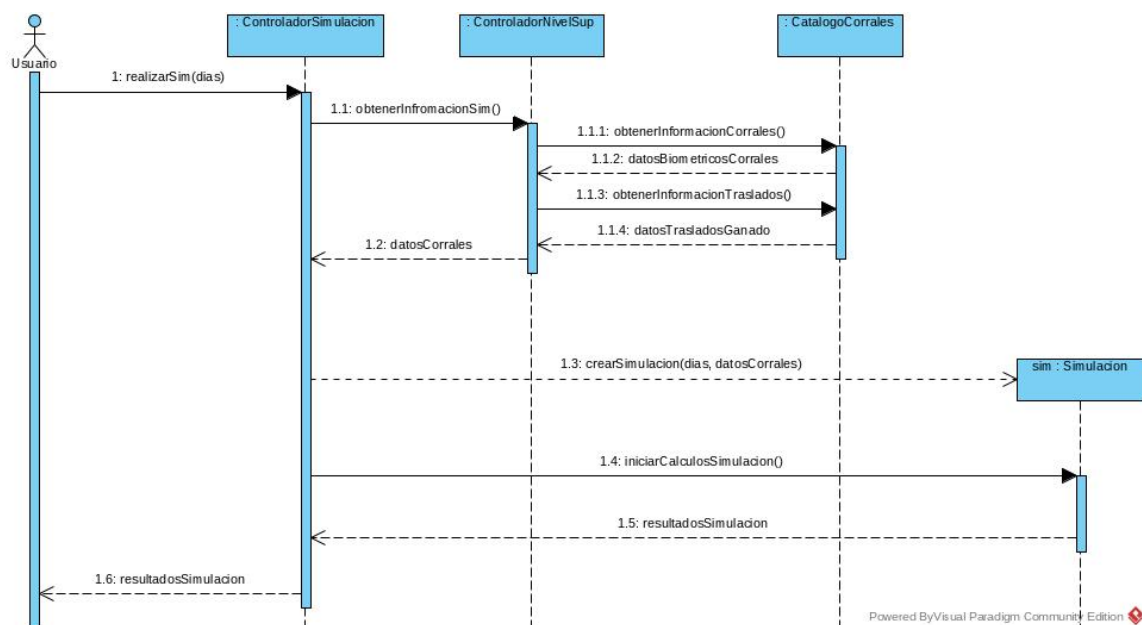 : ControladorSimulacion
: ControladorNivelSup
: CatalogoCorrales
Usuario
1: realizarSim(dias)
1.1: obtenerInfromacionSim()
1.1.1: obtenerInformacionCorrales()
1.1.2: datosBiometricosCorrales
1.1.3: obtenerInformacionTraslados()
1.1.4: datosTrasladosGanado
1.2: datosCorrales
1.3: crearSimulacion(dias, datosCorrales)
sim : Simulacion
1.4: iniciarCalculosSimulacion()
1.5: resultadosSimulacion
1.6: resultadosSimulacion
Powered ByVisual Paradigm Community Edition